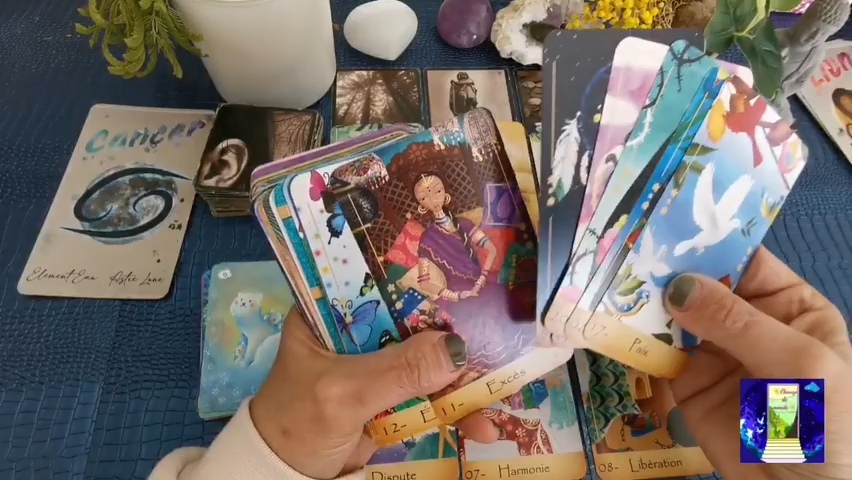 Cancer
Element Eau Astre Lune
12- E
11- Excès
17- Paix
Dispute
07- Harmonie
08- Libération